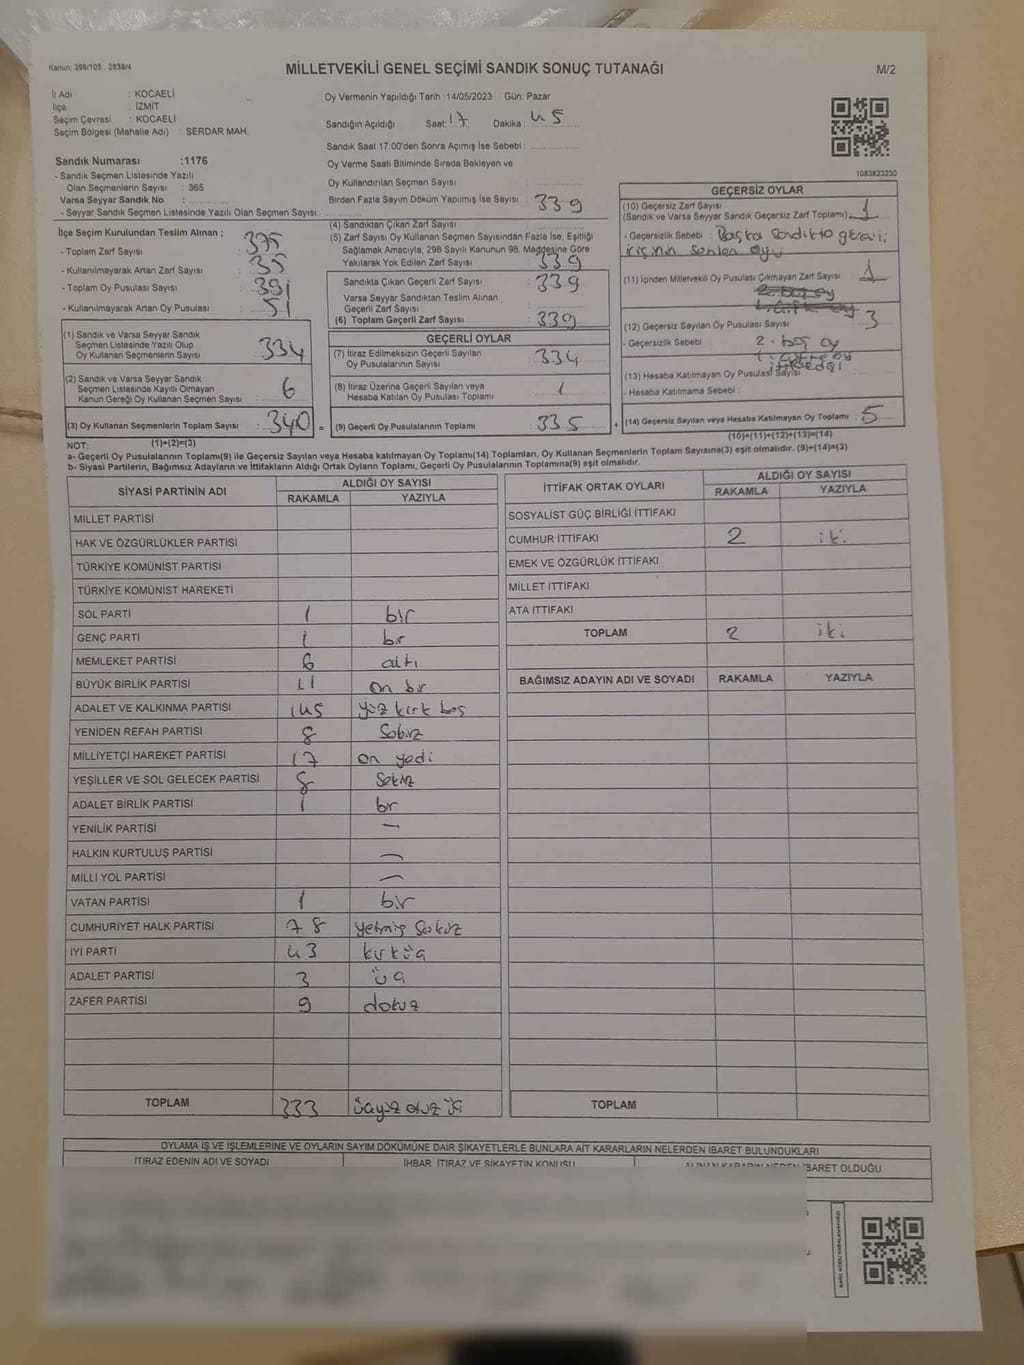 Kanun: 298/105 , 2839/4
MİLLETVEKİLİ GENEL SEÇİMİ SANDIK SONUÇ TUTANAĞI
M/2
İl Adı : KOCAELİ
İlçe : İZMİT
Seçim Çevresi : KOCAELİ
Seçim Bölgesi (Mahalle Adı) : SERDAR MAH.
Sandık Numarası :1176
- Sandık Seçmen Listesinde Yazılı
Olan Seçmenlerin Sayısı : 365
Varsa Seyyar Sandık No :
- Seyyar Sandık Seçmen Listesinde Yazılı Olan Seçmen Sayısı:
Oy Vermenin Yapıldığı Tarih :14/05/2023 Gün: Pazar
Sandığın Açıldığı Saat: 17 Dakika : 45
Sandık Saat 17:00'den Sonra Açımış İse Sebebi :
Oy Verme Saati Bitiminde Sırada Bekleyen ve
Oy Kullandırılan Seçmen Sayısı :
Birden Fazla Sayım Döküm Yapılmış İse Sayısı : 339
1083823230
İlçe Seçim Kurulundan Teslim Alınan ;
- Toplam Zarf Sayısı : 375
- Kullanılmayarak Artan Zarf Sayısı : 35
- Toplam Oy Pusulası Sayısı : 391
- Kullanılmayarak Artan Oy Pusulası : 51
(1) Sandık ve Varsa Seyyar Sandık
Seçmen Listesinde Yazılı Olup
Oy Kullanan Seçmenlerin Sayısı : 334
(2) Sandık ve Varsa Seyyar Sandık
Seçmen Listesinde Kayıtlı Olmayan
Kanun Gereği Oy Kullanan Seçmen Sayısı : 6
(3) Oy Kullanan Seçmenlerin Toplam Sayısı : 340 =
(4) Sandıktan Çıkan Zarf Sayısı :
(5) Zarf Sayısı Oy Kullanan Seçmen Sayısından Fazla İse, Eşitliği
Sağlamak Amacıyla; 298 Sayılı Kanunun 98. Maddesine Göre
Yakılarak Yok Edilen Zarf Sayısı : 339
Sandıkta Çıkan Geçerli Zarf Sayısı : 339
Varsa Seyyar Sandıktan Teslim Alınan
Geçerli Zarf Sayısı :
(6) Toplam Geçerli Zarf Sayısı : 339
GEÇERLİ OYLAR
(7) İtiraz Edilmeksizin Geçerli Sayılan
Oy Pusulalarının Sayısı : 334
(8) İtiraz Üzerine Geçerli Sayılan veya
Hesaba Katılan Oy Pusulası Toplamı : 1
(9) Geçerli Oy Pusulalarının Toplamı : 335 +
GEÇERSİZ OYLAR
(10) Geçersiz Zarf Sayısı
(Sandık ve Varsa Seyyar Sandık Geçersiz Zarf Toplamı) : 1
- Geçersizlik Sebebi : Başka sandıkta görevli
kişinin
(11) İçinden Milletvekili Oy Pusulası Çıkmayan Zarf Sayısı : 1
(12) Geçersiz Sayılan Oy Pusulası Sayısı : 3
- Geçersizlik Sebebi : 2. boş oy
(13) Hesaba Katılmayan Oy Pusulası Sayısı :
- Hesaba Katılmama Sebebi :
(14) Geçersiz Sayılan veya Hesaba Katılmayan Oy Toplamı : 5
NOT: (1)+(2)=(3)
(10)+(11)+(12)+(13)=(14)
a- Geçerli Oy Pusulalarının Toplamı(9) ile Geçersiz Sayılan veya Hesaba katılmayan Oy Toplamı(14) Toplamları, Oy Kullanan Seçmenlerin Toplam Sayısına(3) eşit olmalıdır. (9)+(14)=(3)
b- Siyasi Partilerin, Bağımsız Adayların ve İttifakların Aldığı Ortak Oyların Toplamı, Geçerli Oy Pusulalarının Toplamına(9) eşit olmalıdır.
SİYASİ PARTİNİN ADI ALDIĞI OY SAYISI
RAKAMLA YAZIYLA
MİLLET PARTİSİ
HAK VE ÖZGÜRLÜKLER PARTİSİ
TÜRKİYE KOMÜNİST PARTİSİ
TÜRKİYE KOMÜNİST HAREKETİ
SOL PARTİ 1 bir
GENÇ PARTİ 1 bir
MEMLEKET PARTİSİ 6 altı
BÜYÜK BİRLİK PARTİSİ 11 on bir
ADALET VE KALKINMA PARTİSİ 145 yüz kırk beş
YENİDEN REFAH PARTİSİ 8 Sekiz
MİLLİYETÇİ HAREKET PARTİSİ 17 on yedi
YEŞİLLER VE SOL GELECEK PARTİSİ 8 Sekiz
ADALET BİRLİK PARTİSİ 1 bir
YENİLİK PARTİSİ —
HALKIN KURTULUŞ PARTİSİ —
MİLLİ YOL PARTİSİ —
VATAN PARTİSİ 1 bir
CUMHURİYET HALK PARTİSİ 78 yetmiş Sekiz
İYİ PARTİ 43 kırküç
ADALET PARTİSİ 3 üç
ZAFER PARTİSİ 9 dokuz
TOPLAM 333 üçyüz otuz üç
İTTİFAK ORTAK OYLARI ALDIĞI OY SAYISI
RAKAMLA YAZIYLA
SOSYALİST GÜÇ BİRLİĞİ İTTİFAKI
CUMHUR İTTİFAKI 2 iki
EMEK VE ÖZGÜRLÜK İTTİFAKI
MİLLET İTTİFAKI
ATA İTTİFAKI
TOPLAM 2 iki
BAĞIMSIZ ADAYIN ADI VE SOYADI RAKAMLA YAZIYLA
TOPLAM
OYLAMA İŞ VE İŞLEMLERİNE VE OYLARIN SAYIM DÖKÜMÜNE DAİR ŞİKAYETLERLE BUNLARA AİT KARARLARIN NELERDEN İBARET BULUNDUKLARI
İTİRAZ EDENİN ADI VE SOYADI İHBAR, İTİRAZ VE ŞİKAYETİN KONUSU ALINAN KARARIN NEDEN İBARET OLDUĞU